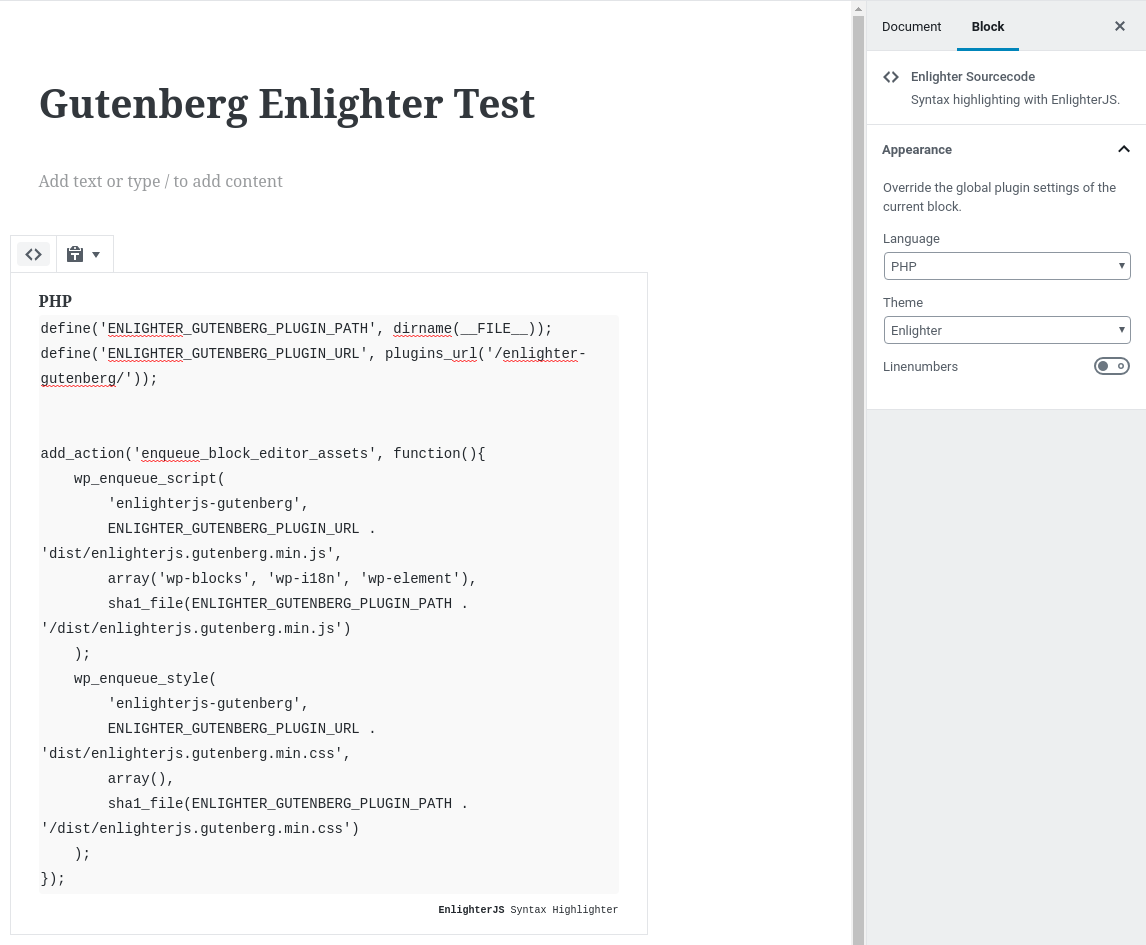 Gutenberg Enlighter Test
Add text or type / to add content
PHP
define('ENLIGHTER_GUTENBERG_PLUGIN_PATH', dirname(__FILE__));
define('ENLIGHTER_GUTENBERG_PLUGIN_URL', plugins_url('/enlighter-
gutenberg/'));
add_action('enqueue_block_editor_assets', function(){
    wp_enqueue_script(
        'enlighterjs-gutenberg',
        ENLIGHTER_GUTENBERG_PLUGIN_URL .
'dist/enlighterjs.gutenberg.min.js',
        array('wp-blocks', 'wp-i18n', 'wp-element'),
        sha1_file(ENLIGHTER_GUTENBERG_PLUGIN_PATH .
'/dist/enlighterjs.gutenberg.min.js')
    );
    wp_enqueue_style(
        'enlighterjs-gutenberg',
        ENLIGHTER_GUTENBERG_PLUGIN_URL .
'dist/enlighterjs.gutenberg.min.css',
        array(),
        sha1_file(ENLIGHTER_GUTENBERG_PLUGIN_PATH .
'/dist/enlighterjs.gutenberg.min.css')
    );
});
EnlighterJS Syntax Highlighter
Document Block
Enlighter Sourcecode
Syntax highlighting with EnlighterJS.
Appearance
Override the global plugin settings of the
current block.
Language
PHP
Theme
Enlighter
Linenumbers